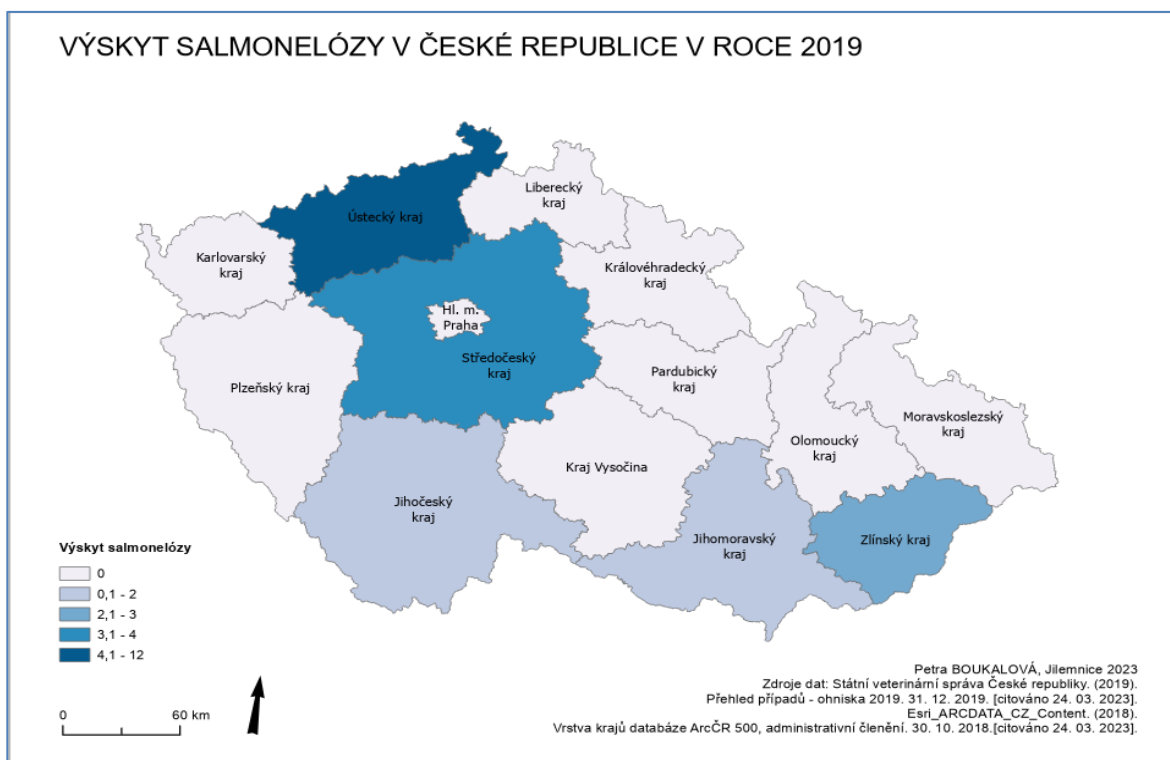 VÝSKYT SALMONELÓZY V ČESKÉ REPUBLICE V ROCE 2019
Liberecký
kraj
Ústecký kraj
Karlovarský
kraj
Královéhradecký
kraj
Hl. m.
Praha
Středočeský
kraj
Plzeňský kraj
Pardubický
kraj
Moravskoslezský
kraj
Olomoucký
kraj
Kraj Vysočina
Jihočeský
kraj
Jihomoravský
kraj
Zlínský kraj
Výskyt salmonelózy
0
0,1 - 2
2,1 - 3
3,1 - 4
4,1 - 12
0 60 km
Petra BOUKALOVÁ, Jilemnice 2023
Zdroje dat: Státní veterinární správa České republiky. (2019).
Přehled případů - ohniska 2019. 31. 12. 2019. [citováno 24. 03. 2023].
Esri_ARCDATA_CZ_Content. (2018).
Vrstva krajů databáze ArcČR 500, administrativní členění. 30. 10. 2018.[citováno 24. 03. 2023].